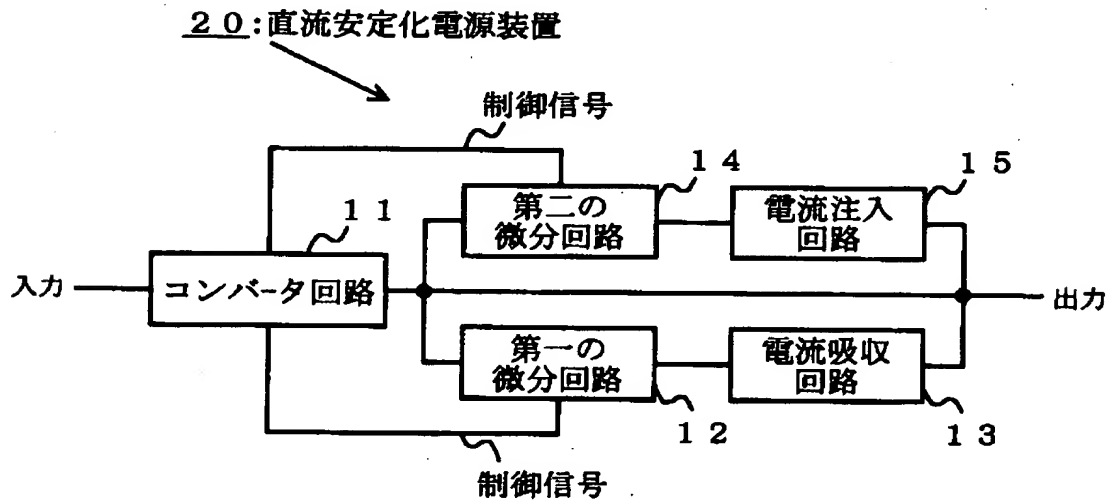 ２０:直流安定化電源装置
制御信号
１４
１５
第二の
微分回路
電流注入
回路
１１
入力
コンバータ回路
出力
第一の
微分回路
電流吸収
回路
１２
１３
制御信号